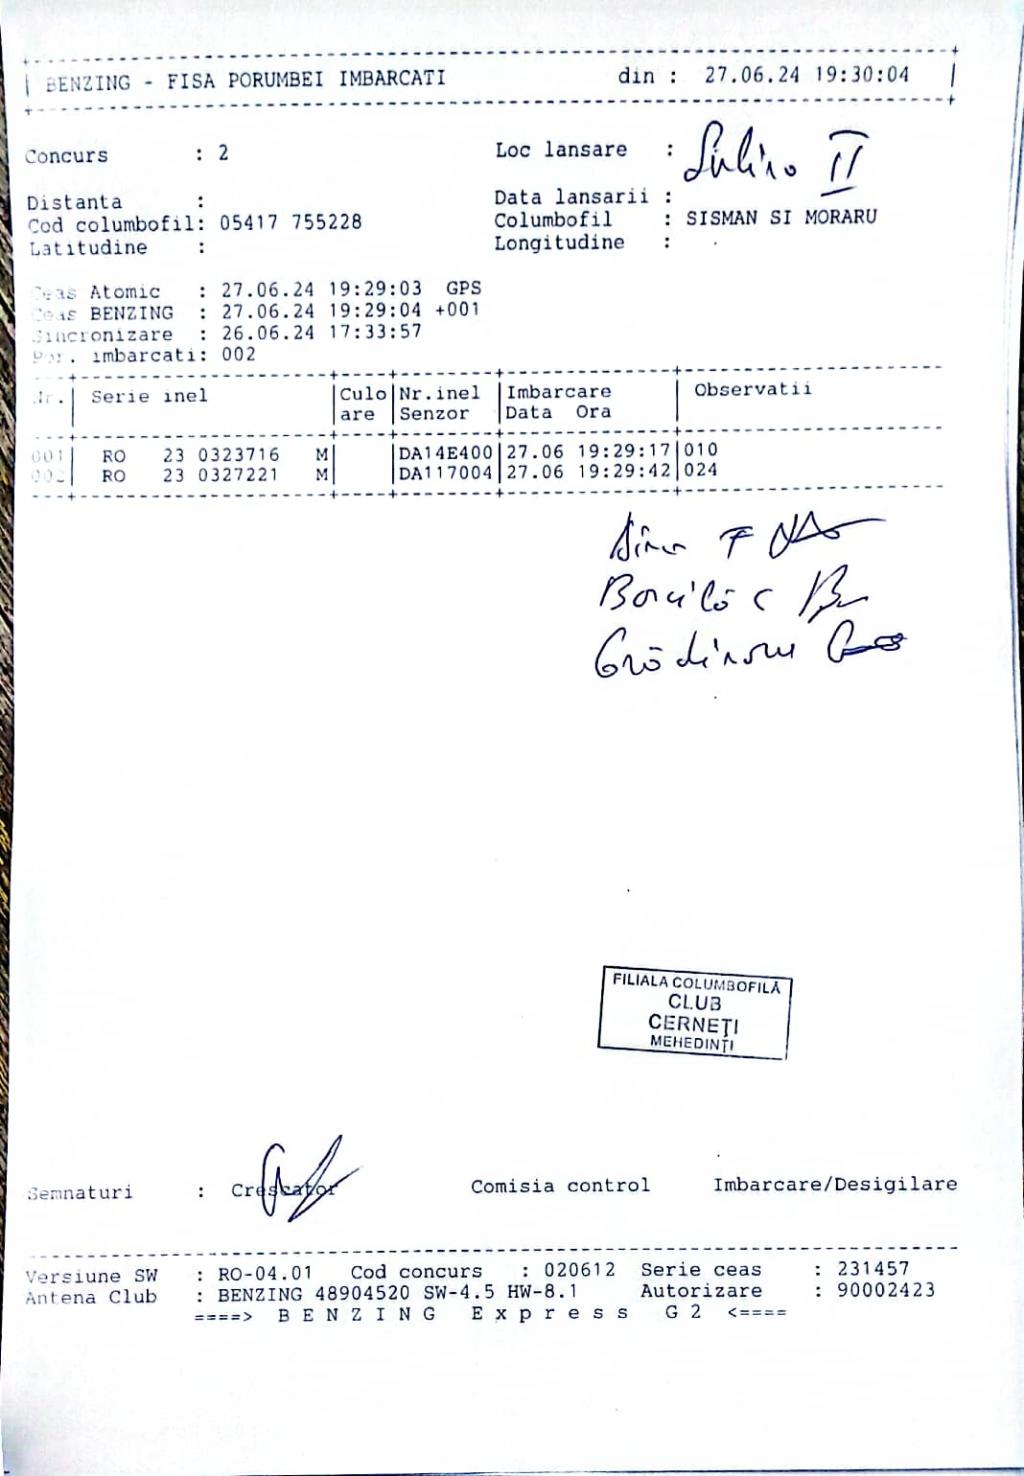 BENZING - FISA PORUMBEI IMBARCATI din : 27.06.24 19:30:04
Concurs : 2 Loc lansare : Sulina II
Distanta : Data lansarii :
Cod columbofil: 05417 755228 Columbofil : SISMAN SI MORARU
Latitudine : Longitudine :
Ceas Atomic : 27.06.24 19:29:03 GPS
Ceas BENZING : 27.06.24 19:29:04 +001
Sincronizare : 26.06.24 17:33:57
Por. imbarcati: 002
Nr. Serie inel Culo Nr.inel Imbarcare Observatii
are Senzor Data Ora
001 RO 23 0323716 M DA14E400 27.06 19:29:17 010
002 RO 23 0327221 M DA117004 27.06 19:29:42 024
FILIALA COLUMBOFILĂ
CLUB
CERNEȚI
MEHEDINȚI
Semnaturi : Crescator Comisia control Imbarcare/Desigilare
Versiune SW : RO-04.01 Cod concurs : 020612 Serie ceas : 231457
Antena Club : BENZING 48904520 SW-4.5 HW-8.1 Autorizare : 90002423
====> B E N Z I N G E x p r e s s G 2 <====